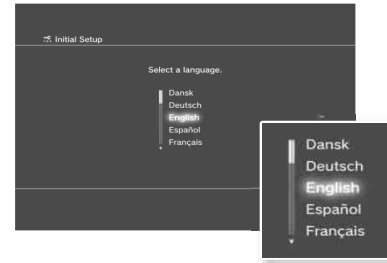 Initial Setup
Select a language.
Dansk
Deutsch
English
Español
Français
Dansk
Deutsch
English
Español
Français